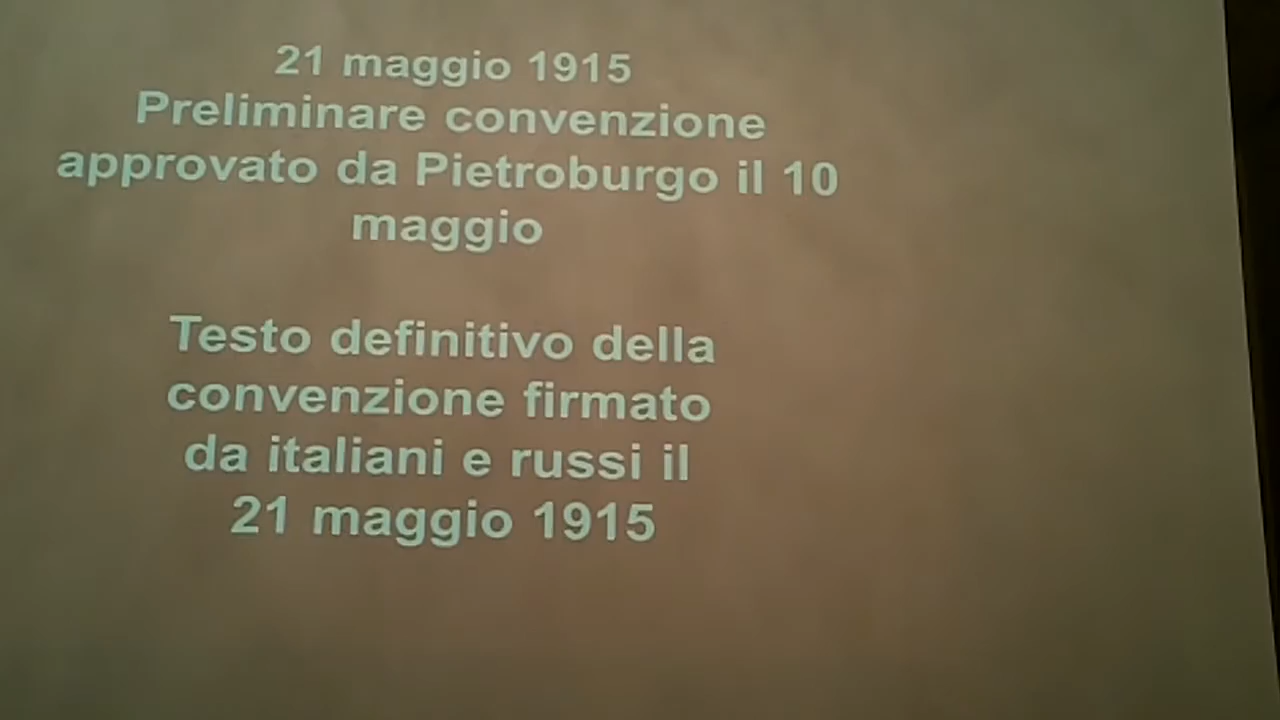 21 maggio 1915
Preliminare convenzione
approvato da Pietroburgo il 10
maggio
Testo definitivo della
convenzione firmato
da italiani e russi il
21 maggio 1915